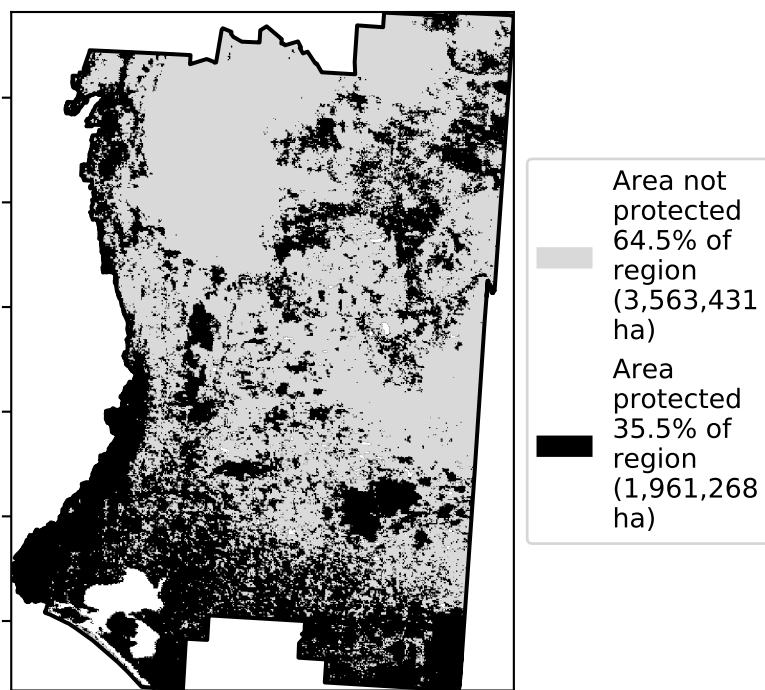 Area not
protected
64.5% of
region
(3,563,431
ha)
Area
protected
35.5% of
region
(1,961,268
ha)